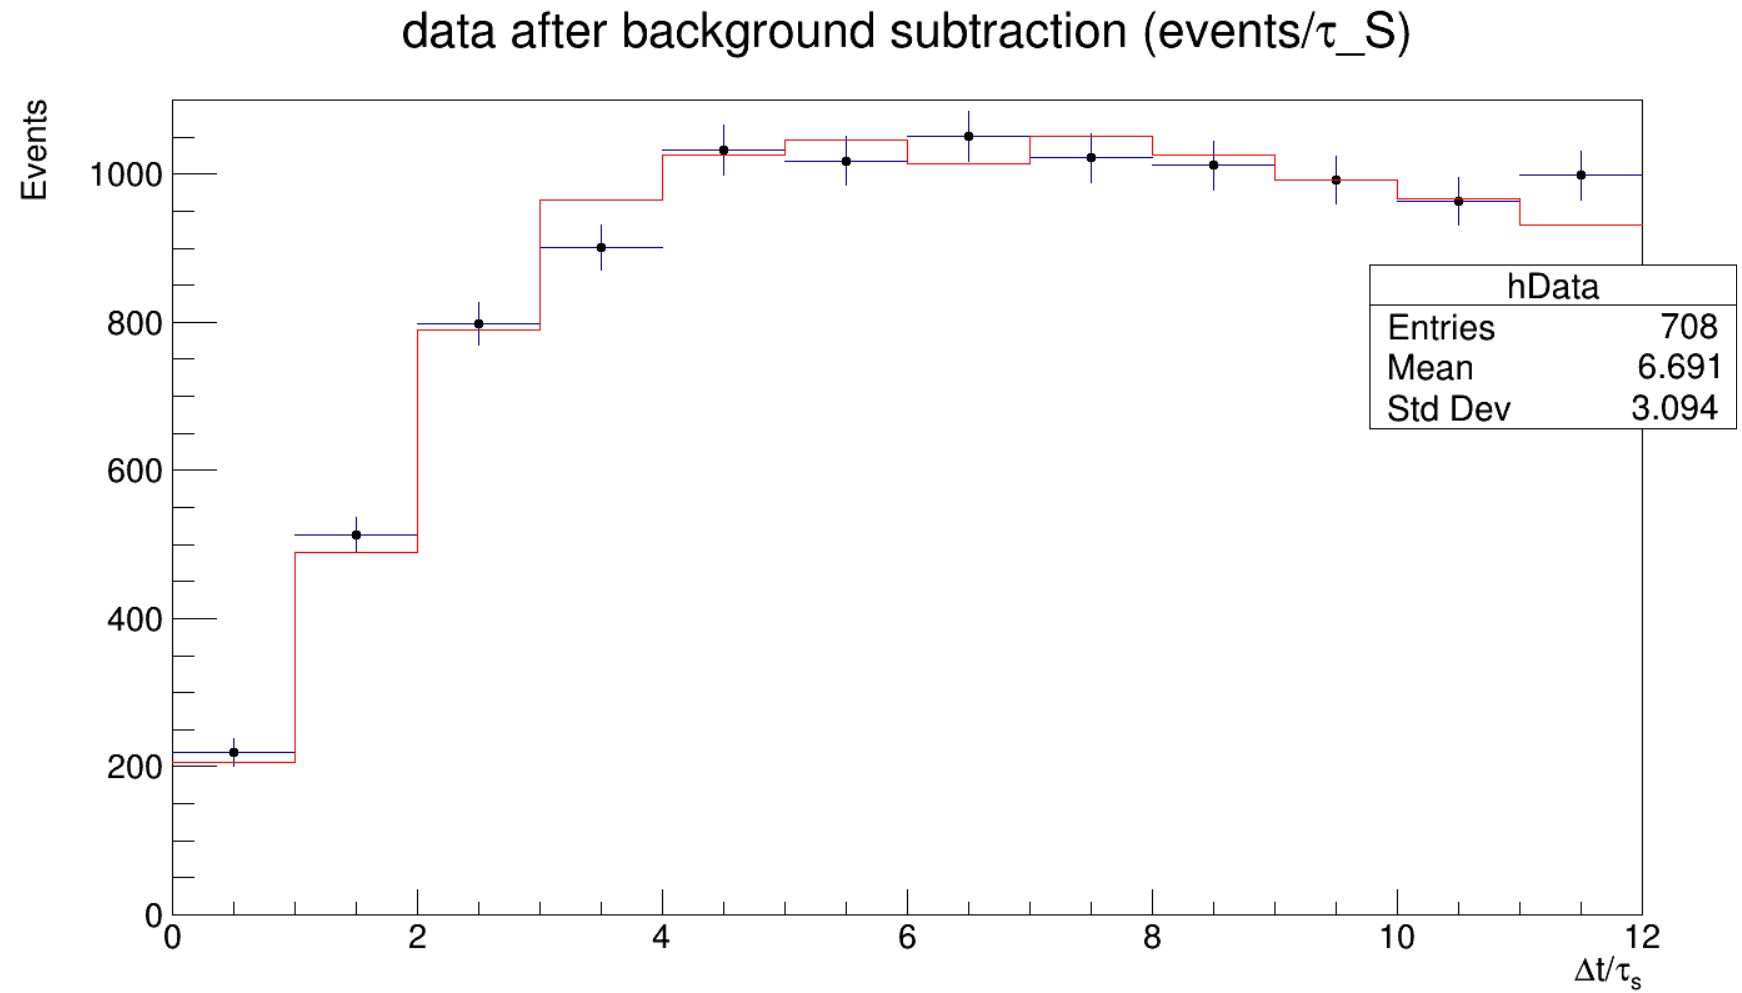 data after background subtraction (events/τ_S)
Events
1000
800
600
400
200
0
hData
Entries 708
Mean 6.691
Std Dev 3.094
0 2 4 6 8 10 12
Δt/τs